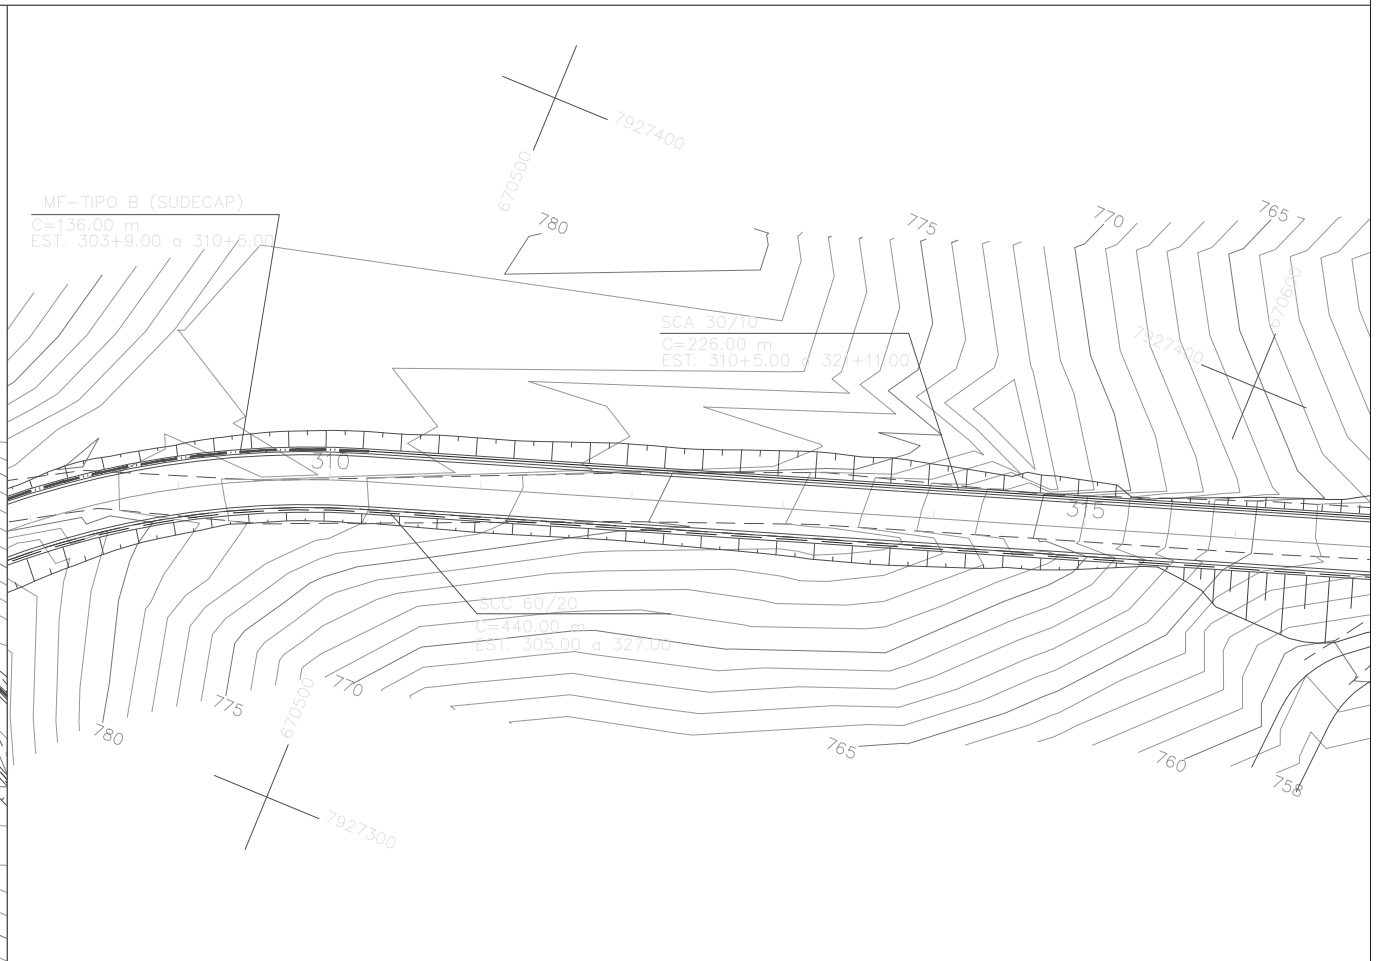 7927400
670500
MF-TIPO B (SUDECAP)
C=136.00 m
EST. 303+9.00 a 310+5.00
780
775
770
765
670600
SCA 30/10
C=226.00 m
EST. 310+5.00 a 321+11.00
7927400
310
315
SCC 60/20
C=440.00 m
EST. 305.00 a 327.00
770
775
670500
780
765
760
758
7927300